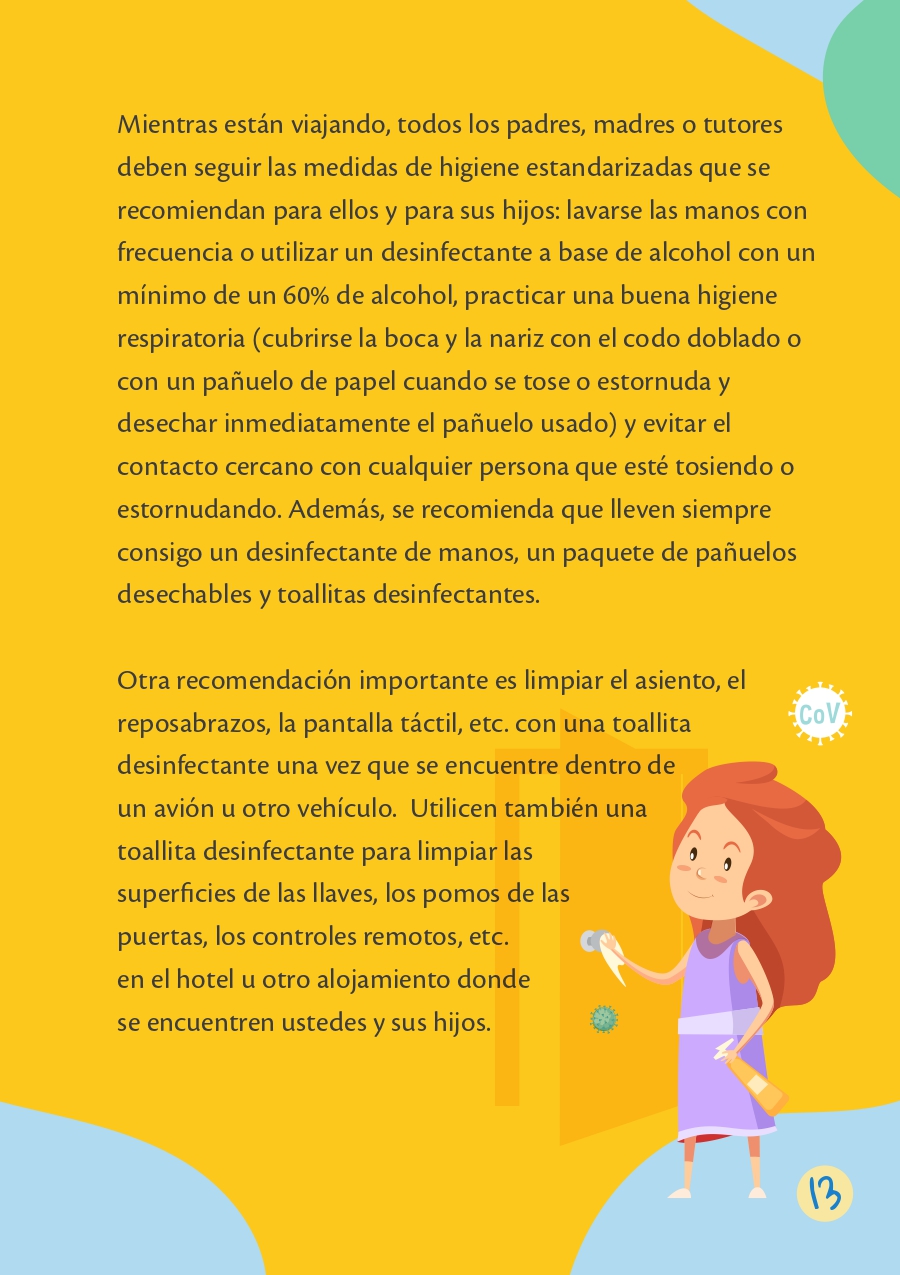 Mientras están viajando, todos los padres, madres o tutores
deben seguir las medidas de higiene estandarizadas que se
recomiendan para ellos y para sus hijos: lavarse las manos con
frecuencia o utilizar un desinfectante a base de alcohol con un
mínimo de un 60% de alcohol, practicar una buena higiene
respiratoria (cubrirse la boca y la nariz con el codo doblado o
con un pañuelo de papel cuando se tose o estornuda y
desechar inmediatamente el pañuelo usado) y evitar el
contacto cercano con cualquier persona que esté tosiendo o
estornudando. Además, se recomienda que lleven siempre
consigo un desinfectante de manos, un paquete de pañuelos
desechables y toallitas desinfectantes.
Otra recomendación importante es limpiar el asiento, el
reposabrazos, la pantalla táctil, etc. con una toallita
desinfectante una vez que se encuentre dentro de
un avión u otro vehículo.  Utilicen también una
toallita desinfectante para limpiar las
superficies de las llaves, los pomos de las
puertas, los controles remotos, etc.
en el hotel u otro alojamiento donde
se encuentren ustedes y sus hijos.
CoV
13